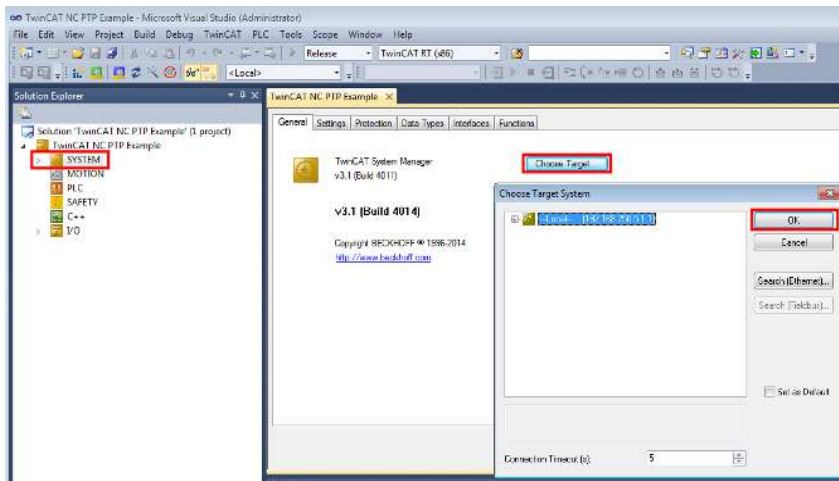 TwinCAT NC PTP Example - Microsoft Visual Studio (Administrator)
File Edit View Project Build Debug TwinCAT PLC Tools Scope Window Help
Release TwinCAT RT (x86)
<Local>
Solution Explorer
TwinCAT NC PTP Example
General Settings Protection Data Types Interfaces Functions
Solution 'TwinCAT NC PTP Example' (1 project)
TwinCAT NC PTP Example
SYSTEM
MOTION
PLC
SAFETY
C++
I/O
TwinCAT System Manager
v3.1 (Build 4011)
Choose Target...
v3.1 (Build 4014)
Copyright BECKHOFF © 1996-2014
http://www.beckhoff.com
Choose Target System
OK
Cancel
Search (Ethernet)...
Search (Fieldbus)...
Set as Default
Connection Timeout (s): 5